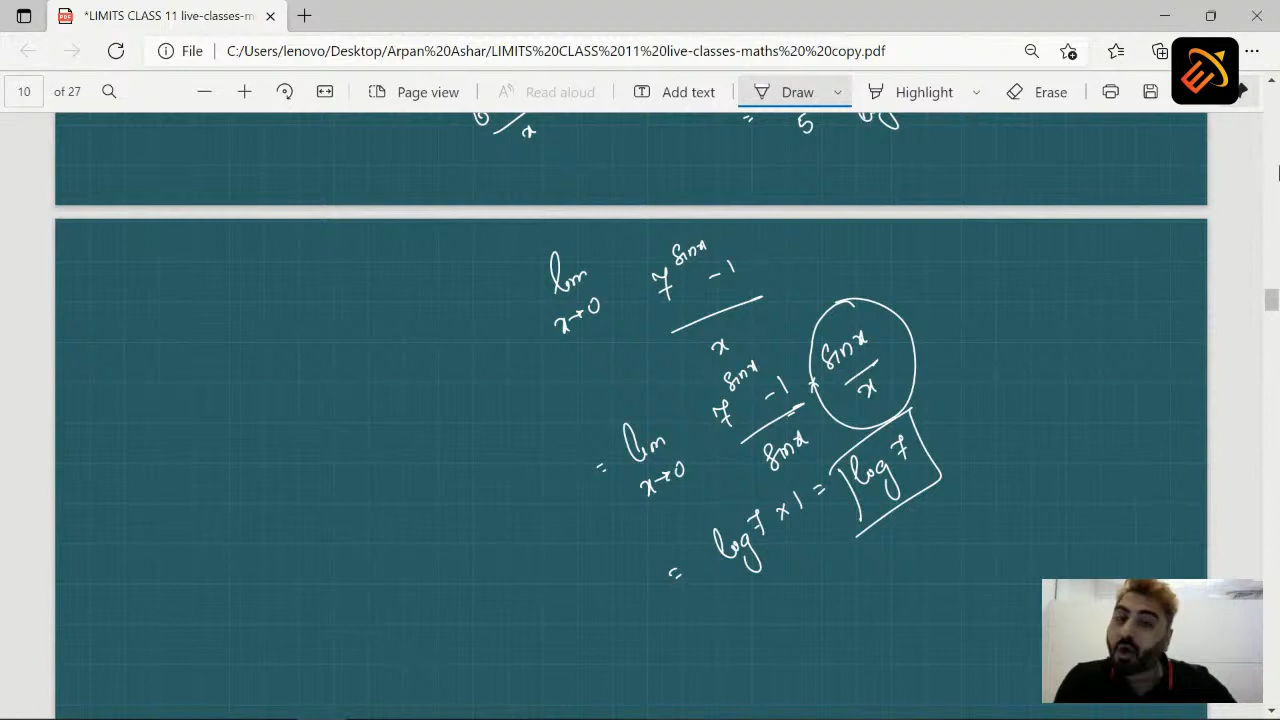 *LIMITS CLASS 11 live-classes-m
File C:/Users/lenovo/Desktop/Arpan%20Ashar/LIMITS%20CLASS%2011%20live-classes-maths%20%20copy.pdf
10 of 27 Page view Read aloud Add text Draw Highlight Erase
x = 5
lim x→0 7^sinx -1 / x
= lim x→0 7^sinx -1 / sinx * sinx / x
= log 7 × 1 = log 7